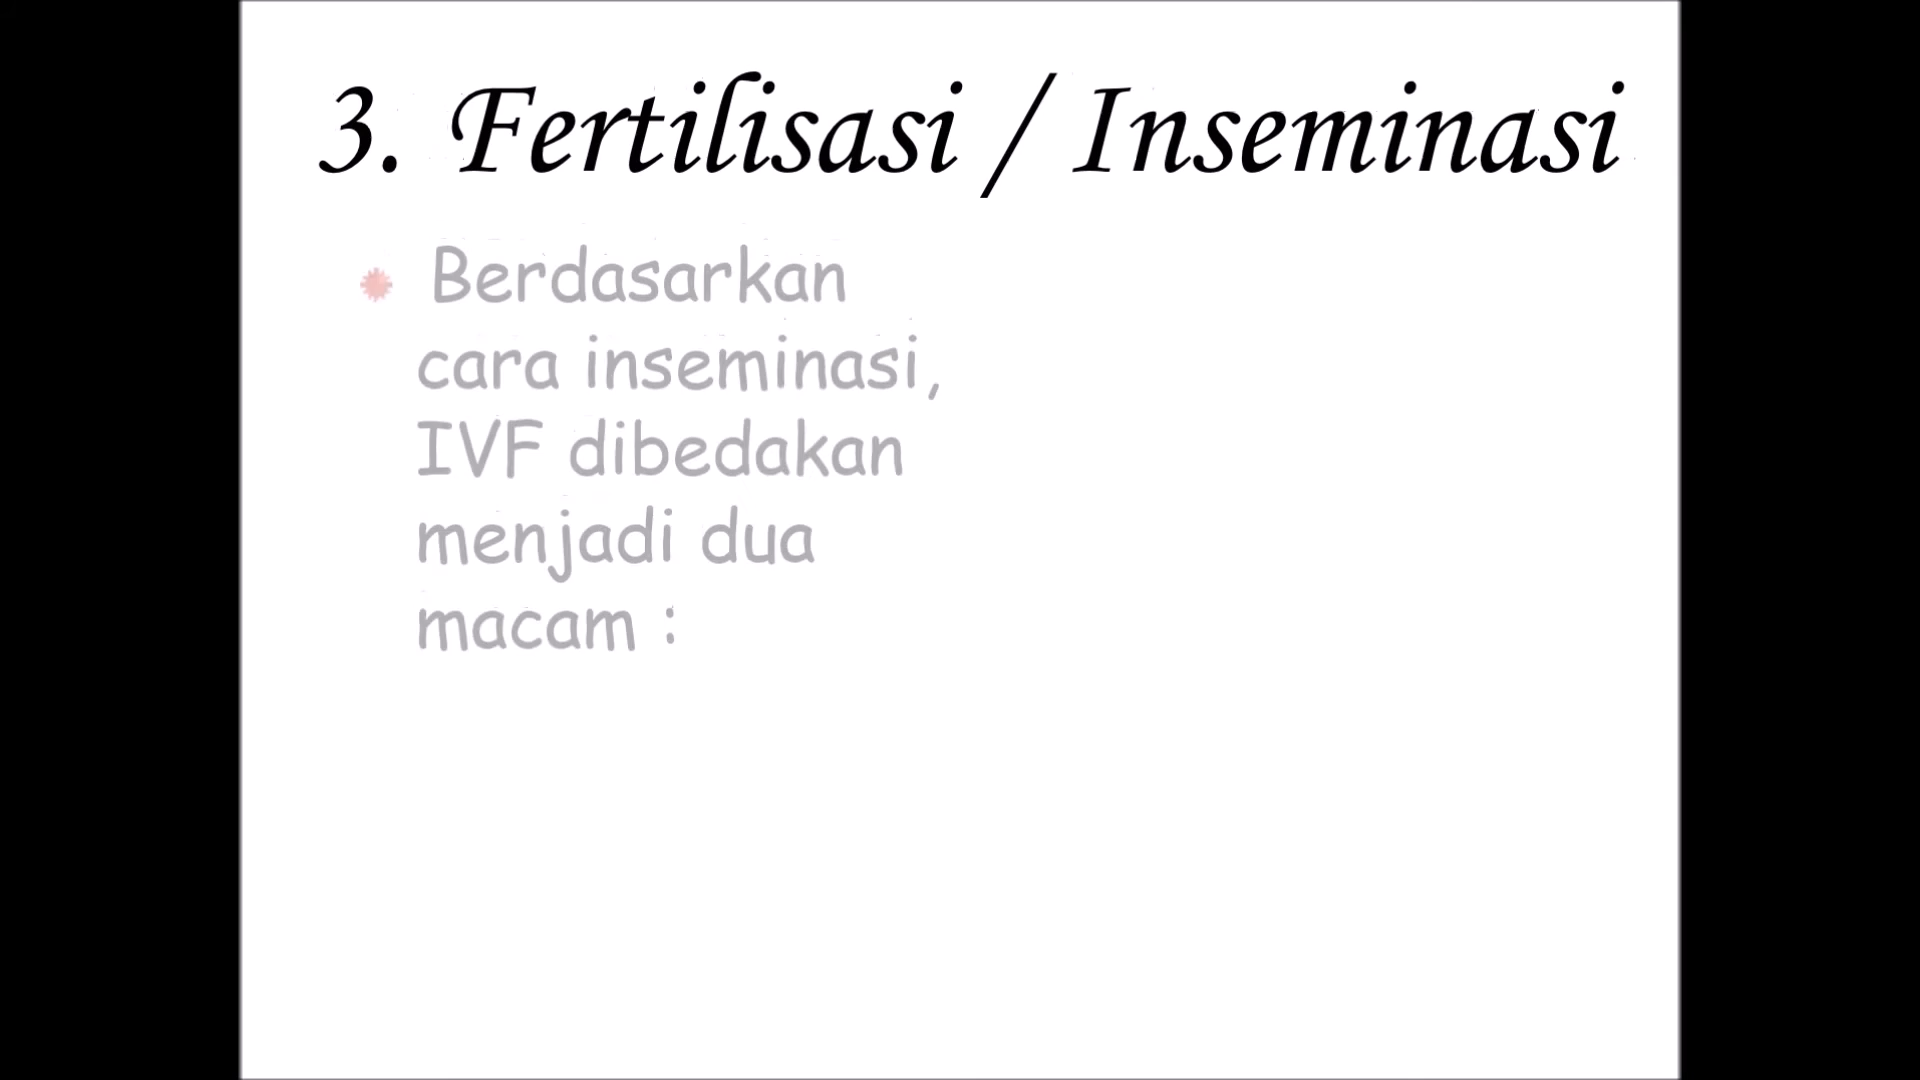 3. Fertilisasi / Inseminasi
Berdasarkan
cara inseminasi,
IVF dibedakan
menjadi dua
macam :